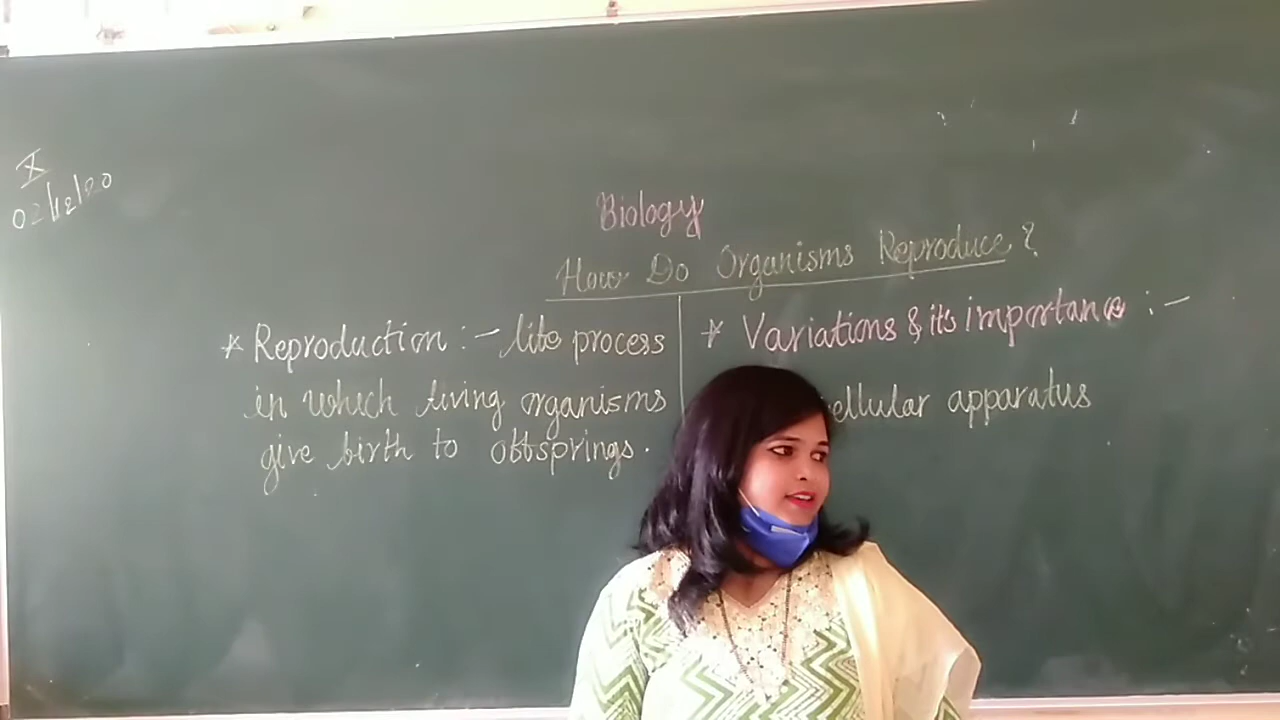 X
02/12/20
Biology
How Do Organisms Reproduce?
* Reproduction :- life process
in which living organisms
give birth to offsprings.
* Variations & it's importance :-
ellular apparatus